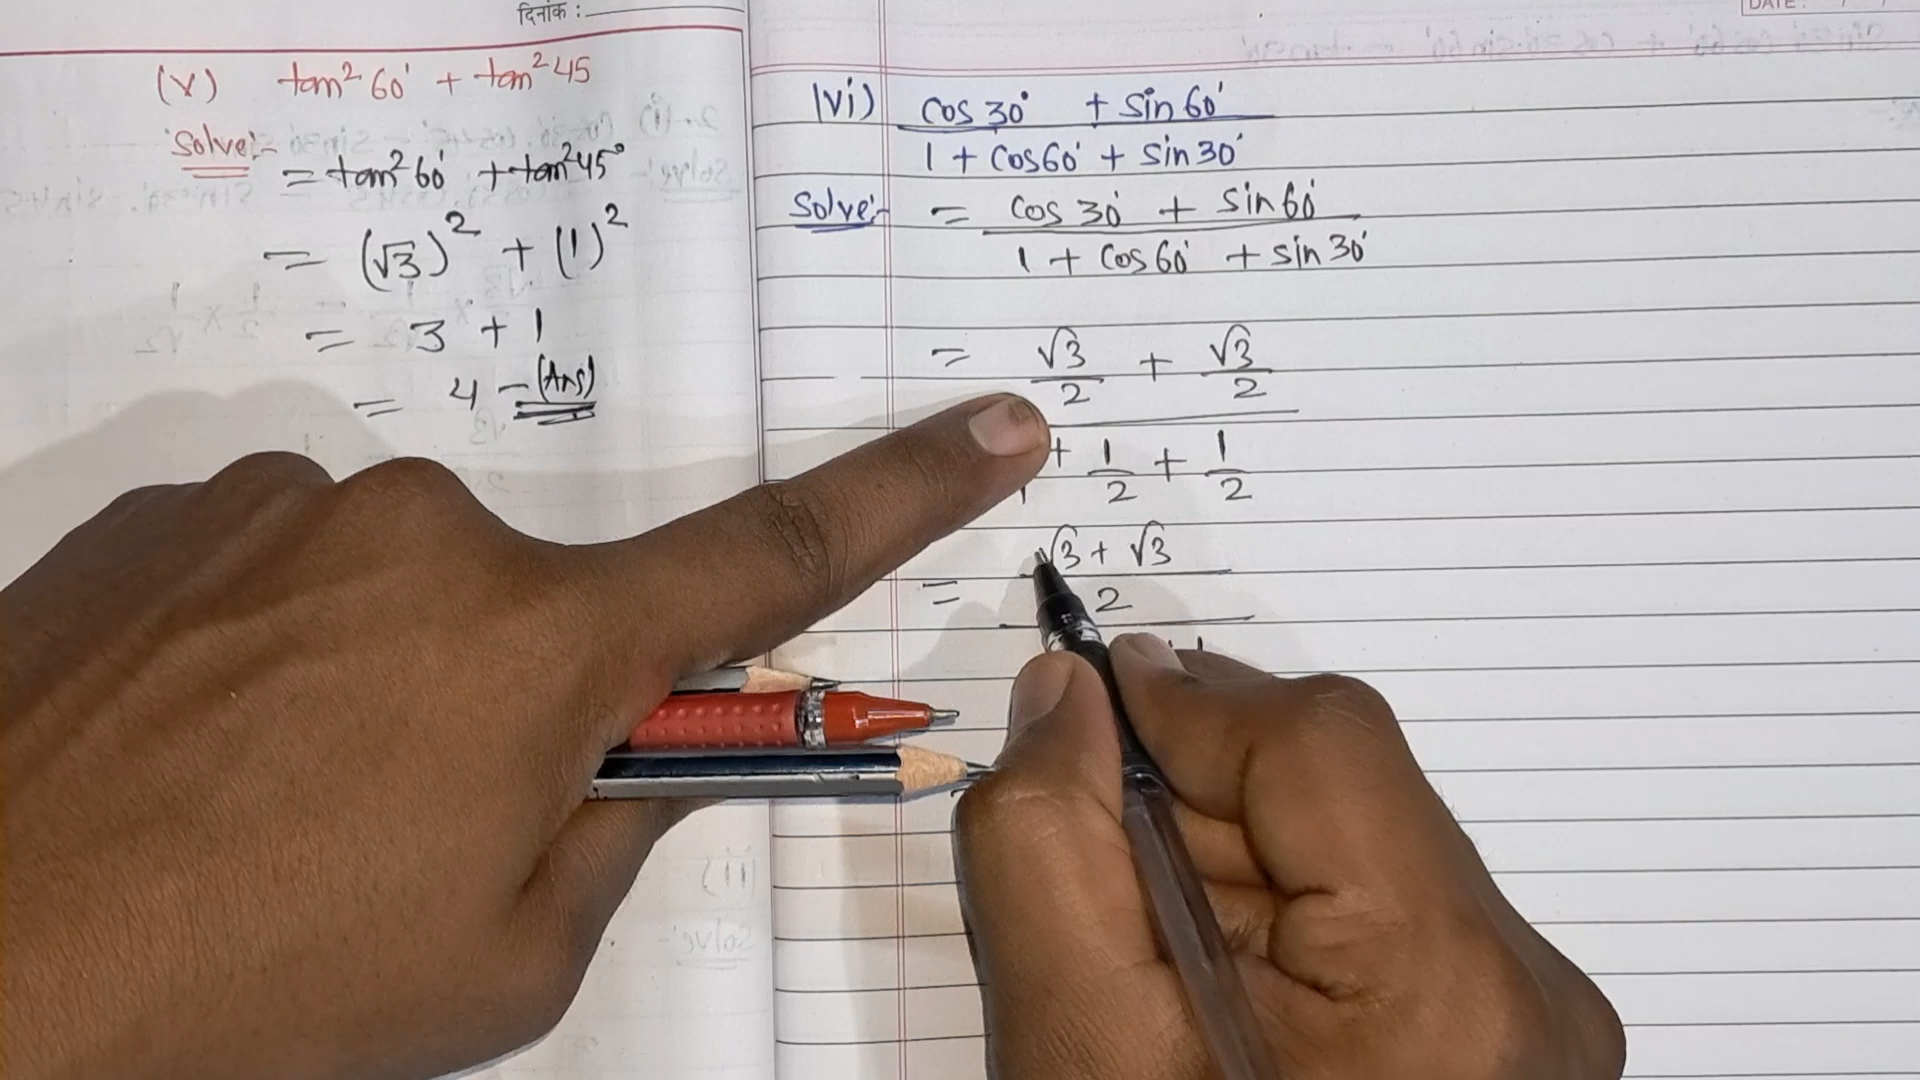 दिनांक :
(v) tan² 60° + tan² 45
Solve:-
= tan² 60° + tan² 45°
= (√3)² + (1)²
= 3 + 1
= 4 - (Ans)
DATE :
(vi) cos 30° + sin 60°
1 + cos 60° + sin 30°
Solve:- = cos 30° + sin 60°
1 + cos 60° + sin 30°
= √3/2 + √3/2
+ 1/2 + 1/2
= √3 + √3
2